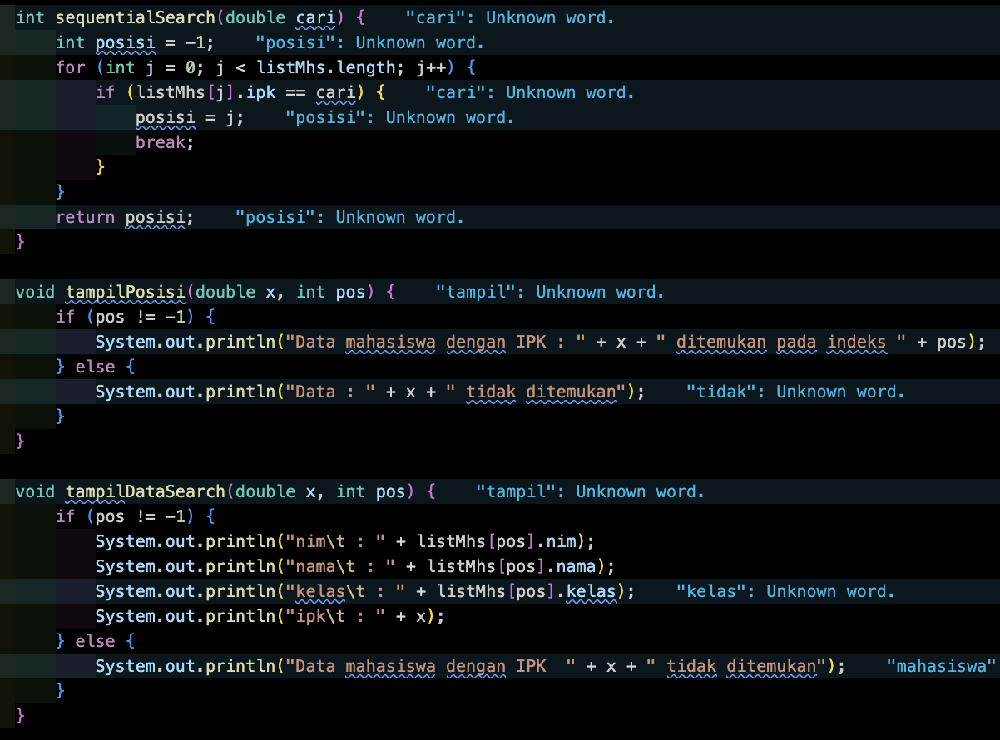 int sequentialSearch(double cari) {    "cari": Unknown word.
    int posisi = -1;    "posisi": Unknown word.
    for (int j = 0; j < listMhs.length; j++) {
        if (listMhs[j].ipk == cari) {    "cari": Unknown word.
            posisi = j;    "posisi": Unknown word.
            break;
        }
    }
    return posisi;    "posisi": Unknown word.
}
void tampilPosisi(double x, int pos) {    "tampil": Unknown word.
    if (pos != -1) {
        System.out.println("Data mahasiswa dengan IPK : " + x + " ditemukan pada indeks " + pos);
    } else {
        System.out.println("Data : " + x + " tidak ditemukan");    "tidak": Unknown word.
    }
}
void tampilDataSearch(double x, int pos) {    "tampil": Unknown word.
    if (pos != -1) {
        System.out.println("nim\t : " + listMhs[pos].nim);
        System.out.println("nama\t : " + listMhs[pos].nama);
        System.out.println("kelas\t : " + listMhs[pos].kelas);    "kelas": Unknown word.
        System.out.println("ipk\t : " + x);
    } else {
        System.out.println("Data mahasiswa dengan IPK  " + x + " tidak ditemukan");    "mahasiswa"
    }
}